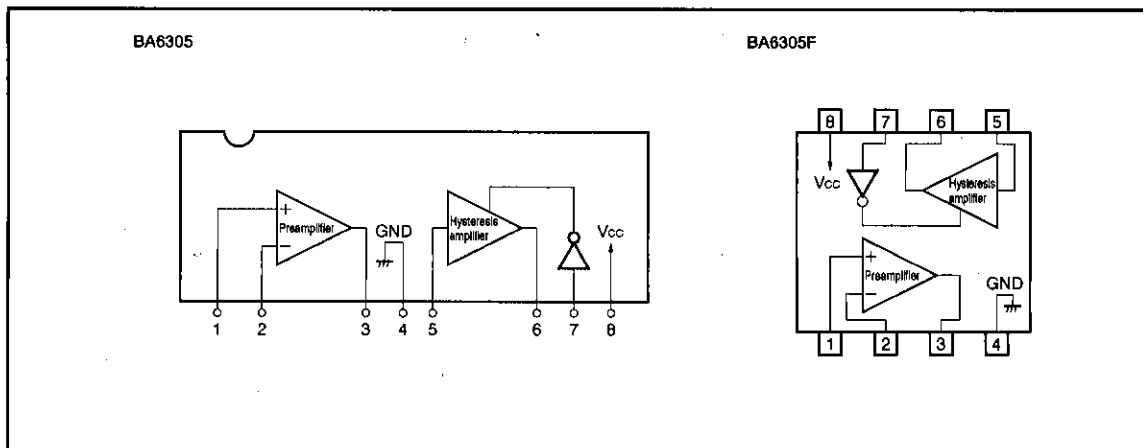 BA6305
BA6305F
Preamplifier
+
−
GND
Hysteresis
amplifier
Vcc
1 2 3 4 5 6 7 8
8 7 6 5
Vcc
Hysteresis
amplifier
Preamplifier
+
−
GND
1 2 3 4